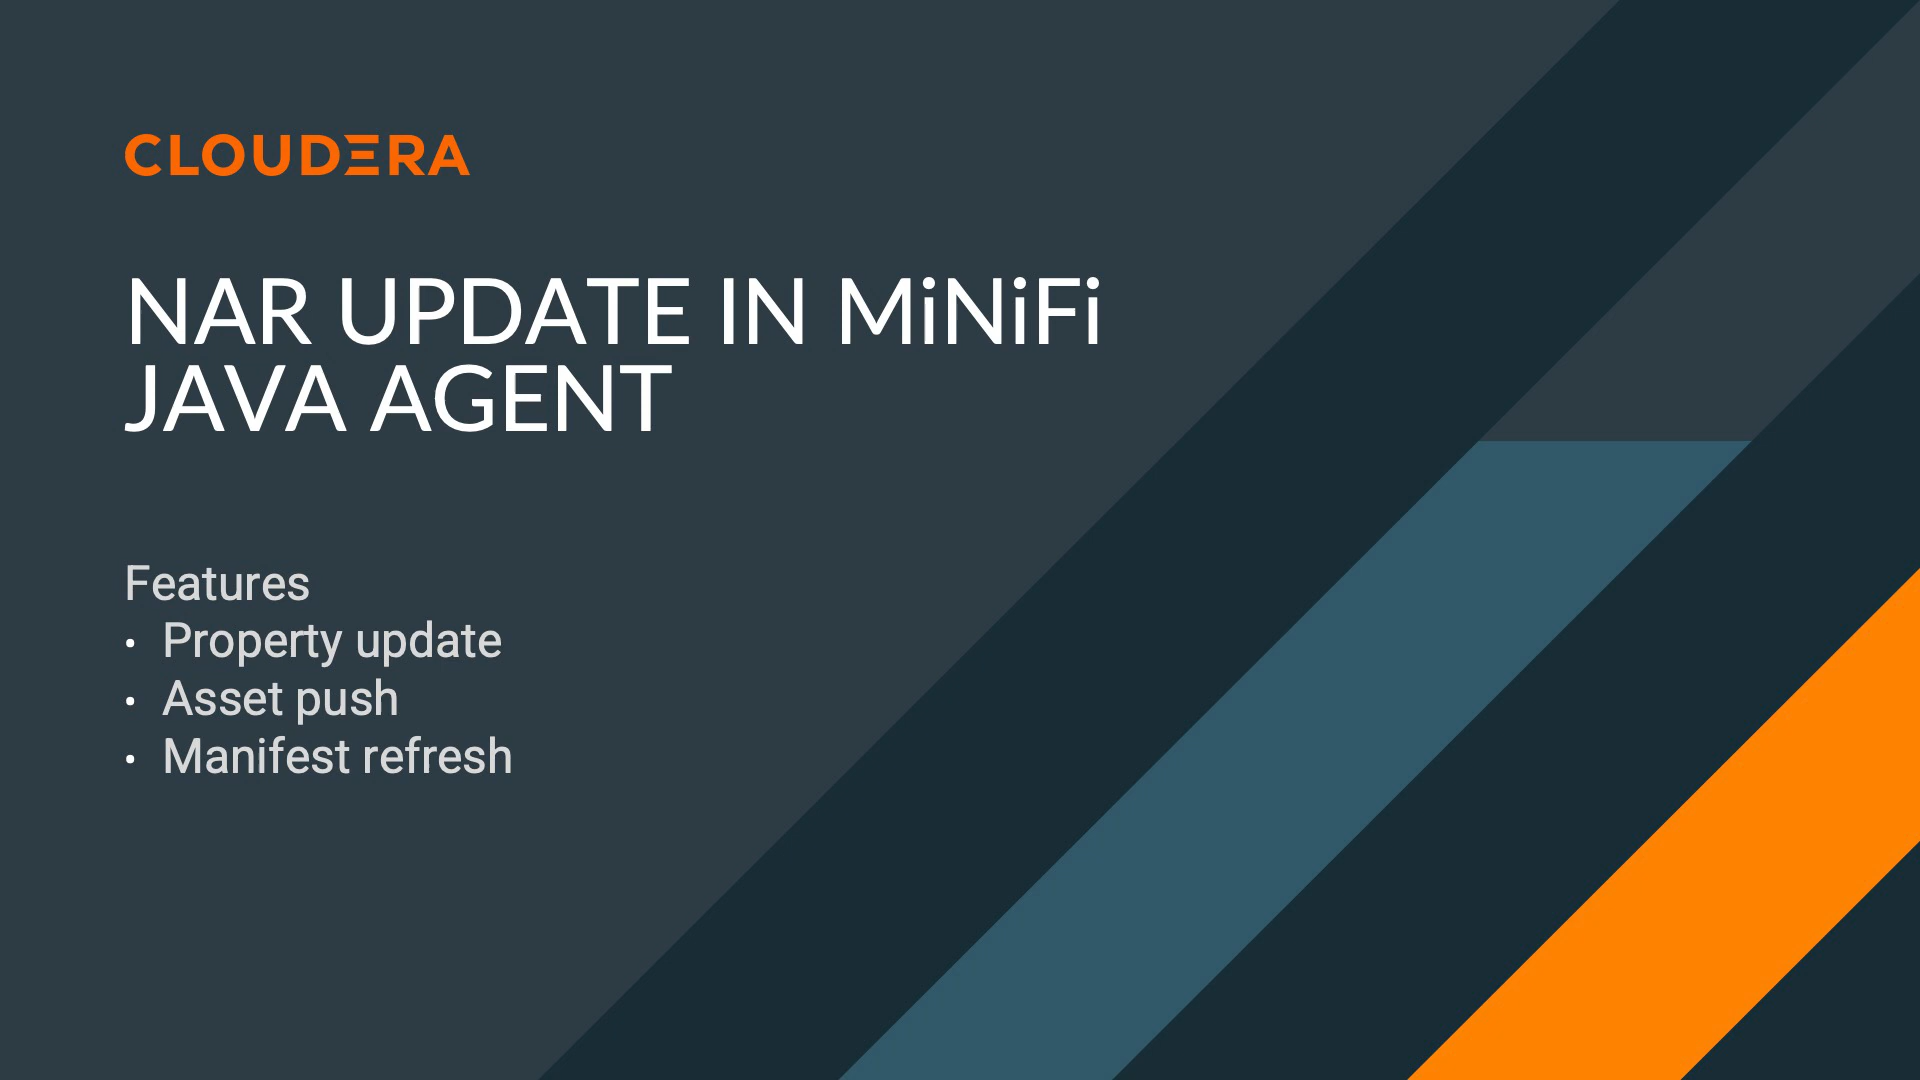 CLOUDERA
NAR UPDATE IN MiNiFi
JAVA AGENT
Features
• Property update
• Asset push
• Manifest refresh